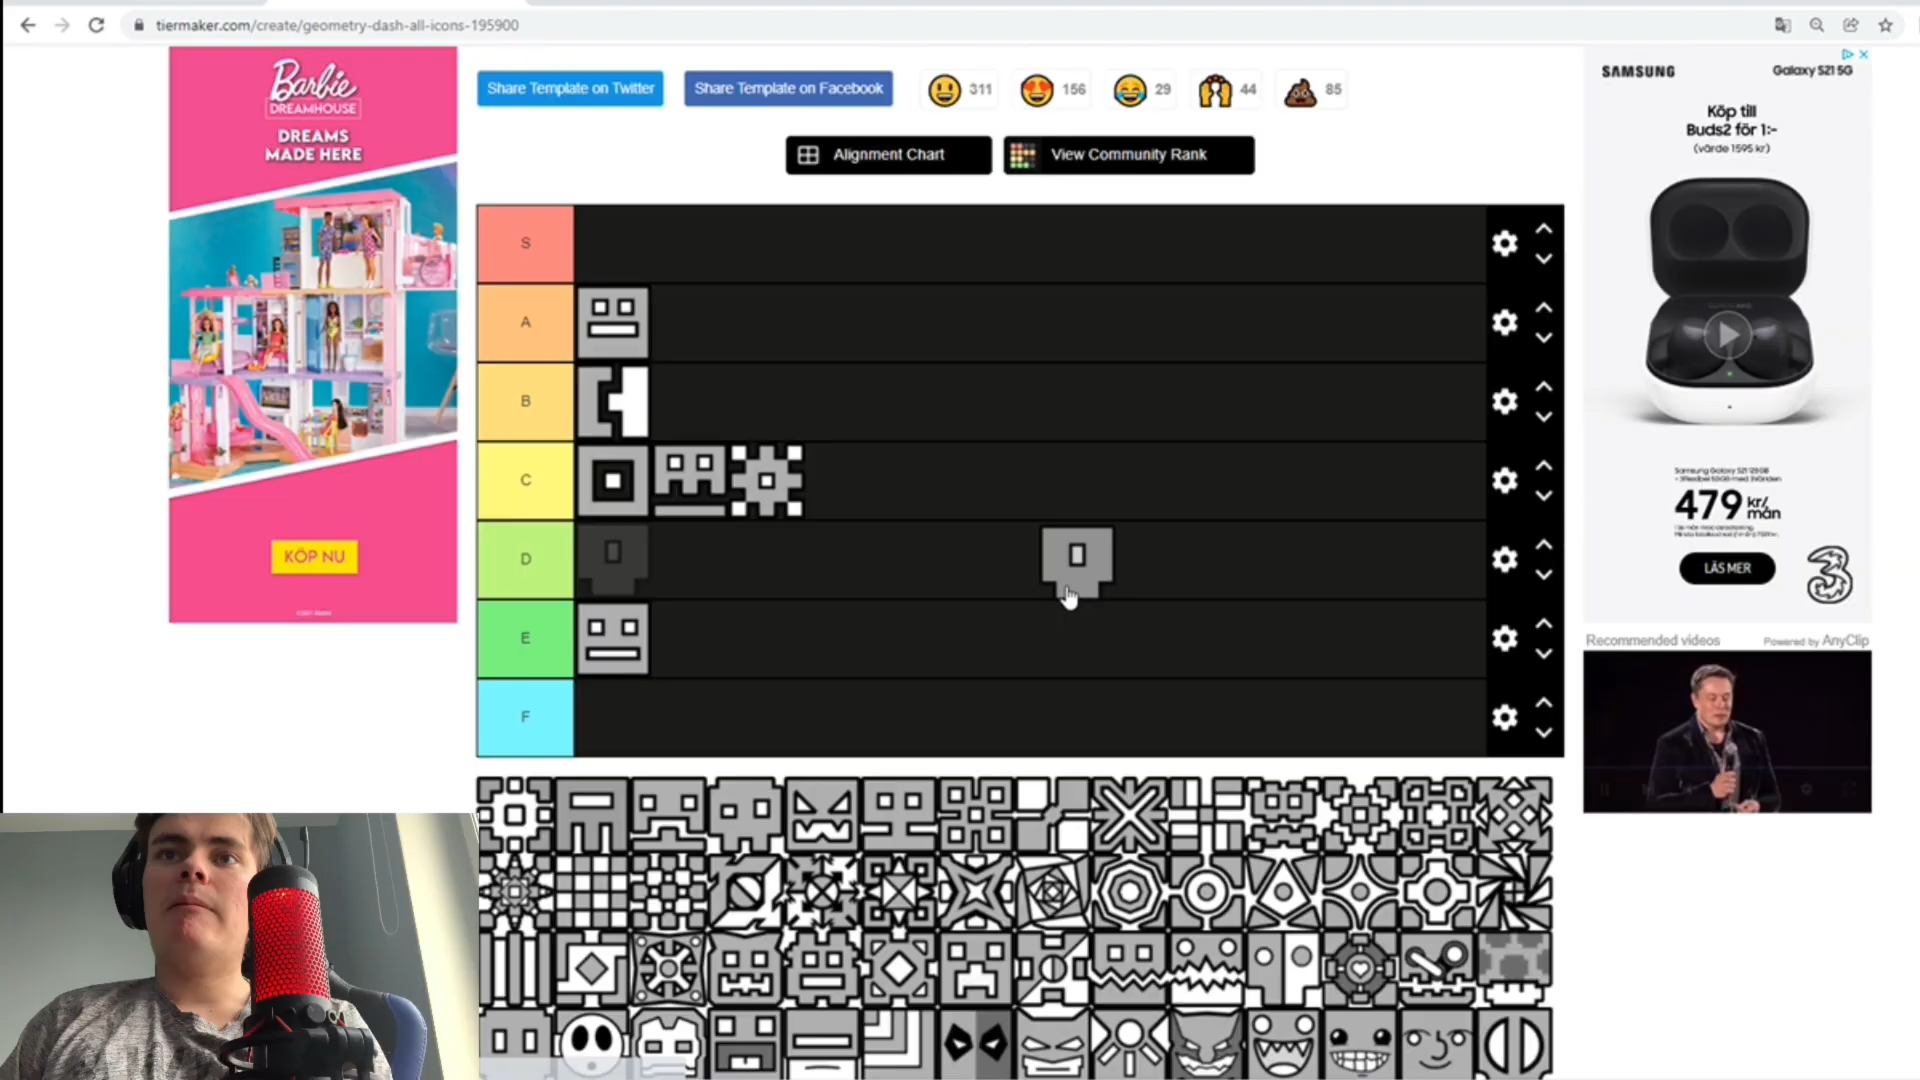 tiermaker.com/create/geometry-dash-all-icons-195900
Barbie
DREAMHOUSE
DREAMS
MADE HERE
KÖP NU
Share Template on Twitter
Share Template on Facebook
311
156
29
44
85
Alignment Chart
View Community Rank
S
A
B
C
D
E
F
SAMSUNG
Galaxy S21 5G
Köp till
Buds2 för 1:-
(värde 1595 kr)
479 kr/
mån
LÄS MER
3
Recommended videos
Powered by AnyClip